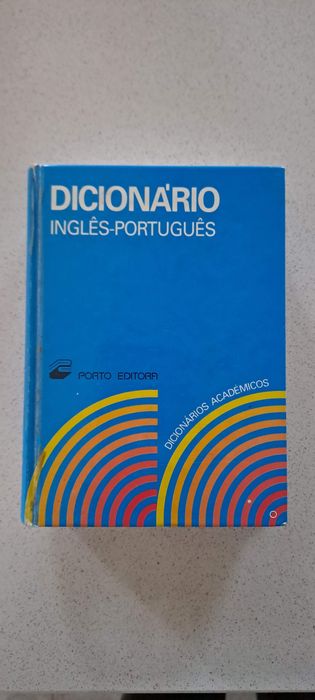 DICIONÁRIO
INGLÊS-PORTUGUÊS
PORTO EDITORA
DICIONÁRIOS ACADÉMICOS